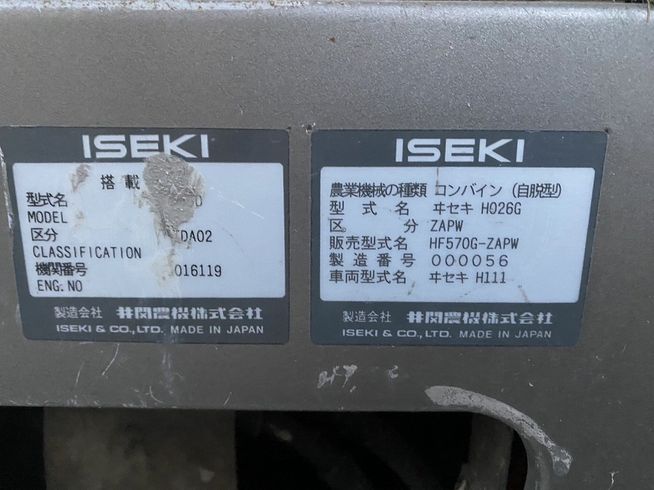 ISEKI
搭載
型式名
MODEL
区分 DA02
CLASSIFICATION
機関番号 016119
ENG.NO
製造会社 井関農機株式会社
ISEKI & CO., LTD. MADE IN JAPAN
ISEKI
農業機械の種類 コンバイン (自脱型)
型式名 ヰセキ HO26G
区分 ZAPW
販売型式名 HF570G-ZAPW
製造番号 000056
車両型式名 ヰセキ H111
製造会社 井関農機株式会社
ISEKI & CO., LTD. MADE IN JAPAN